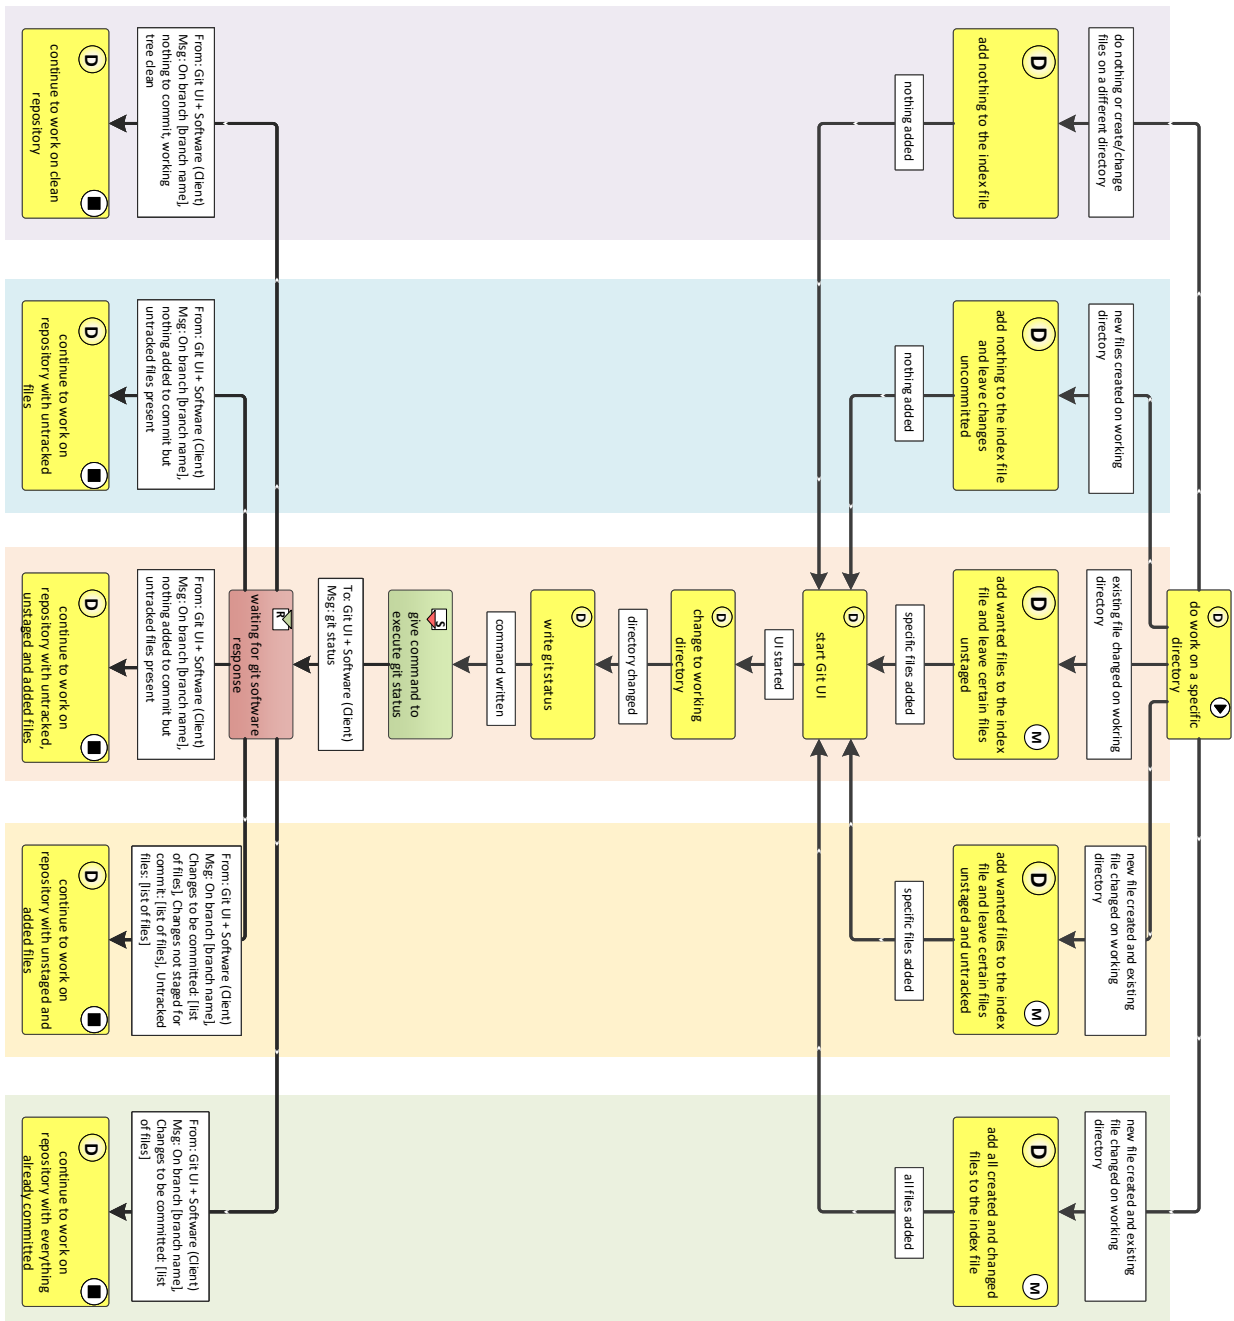 D
do work on a specific
directory
do nothing or create/change
files on a different directory
new files created on working
directory
existing file changed on wokring
directory
new file created and existing
file changed on working
directory
new file created and existing
file changed on working
directory
D
add nothing to the index file
D
add nothing to the index file
and leave changes
uncommitted
D
M
add wanted files to the index
file and leave certain files
unstaged
D
M
add wanted files to the index
file and leave certain files
unstaged and untracked
D
M
add all created and changed
files to the index file
nothing added
nothing added
specific files added
specific files added
all files added
D
start Git UI
UI started
D
change to working
directory
directory changed
D
write git status
command written
S
give command to
execute git status
To: Git UI + Software (Client)
Msg: git status
R
waiting for git software
response
From: Git UI + Software (Client)
Msg: On branch [branch name],
nothing to commit, working
tree clean
From: Git UI + Software (Client)
Msg: On branch [branch name],
nothing added to commit but
untracked files present
From: Git UI + Software (Client)
Msg: On branch [branch name],
nothing added to commit but
untracked files present
From: Git UI + Software (Client)
Msg: On branch [branch name],
Changes to be committed: [list
of files], Changes not staged for
commit: [list of files], Untracked
files: [list of files]
From: Git UI + Software (Client)
Msg: On branch [branch name],
Changes to be committed: [list
of files]
D
continue to work on clean
repository
D
continue to work on
repository with untracked
files
D
continue to work on
repository with untracked,
unstaged and added files
D
continue to work on
repository with unstaged and
added files
D
continue to work on
repository with everything
already committed